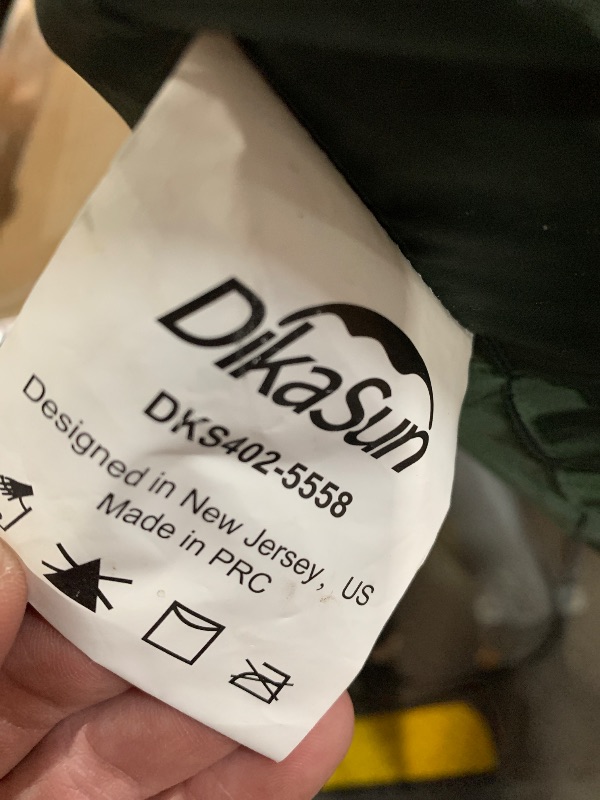 DikaSun
DKS402-5558
Designed in New Jersey, US
Made in PRC